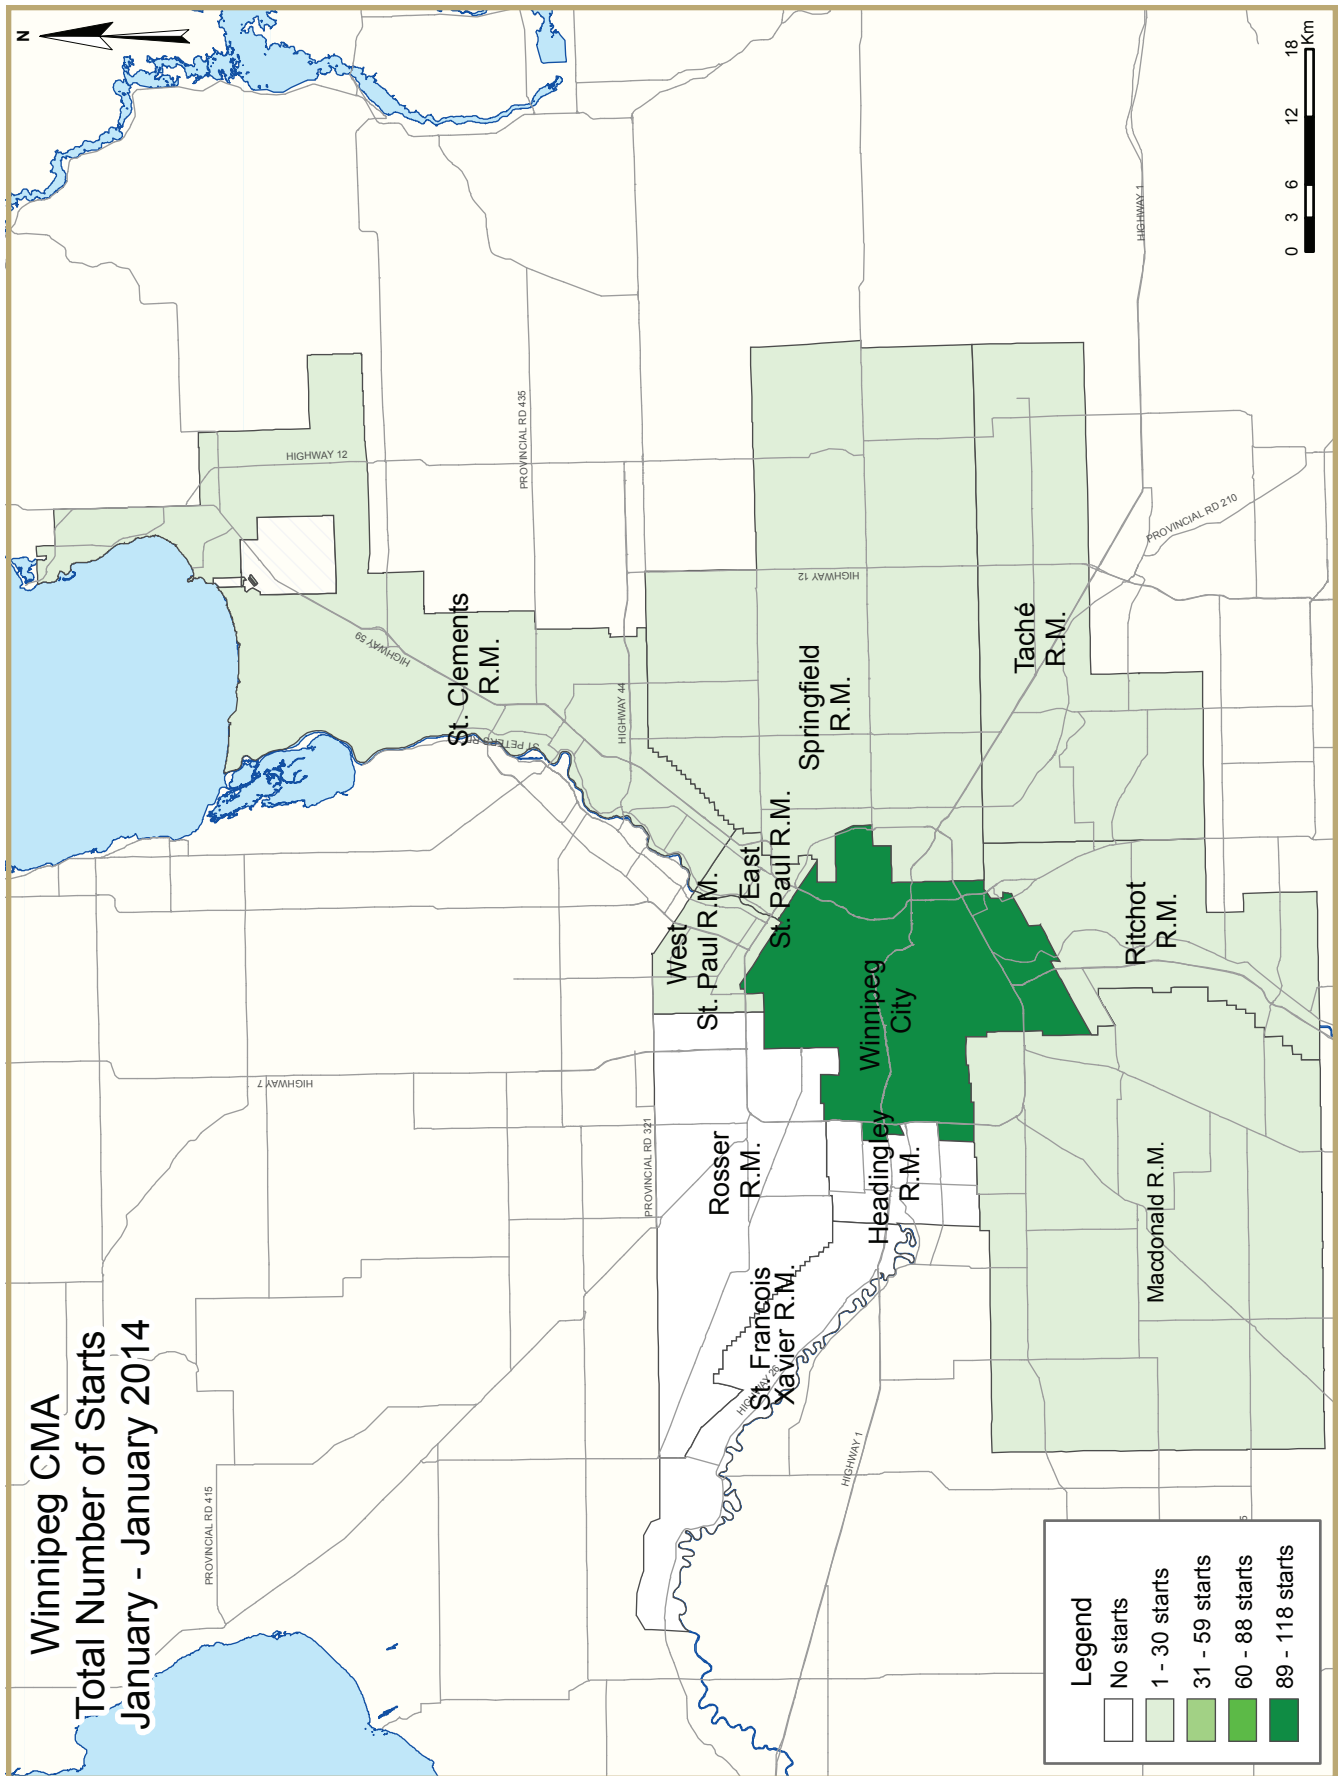 Winnipeg CMA
Total Number of Starts
January - January 2014
N
PROVINCIAL RD 415
HIGHWAY 7
HIGHWAY 12
PROVINCIAL RD 435
HIGHWAY 59
St. Clements
R.M.
ST PETERS RD
HIGHWAY 44
PROVINCIAL RD 321
West
St. Paul R.M.
East
St. Paul R.M.
Rosser
R.M.
St. Francois
Xavier R.M.
HIGHWAY 26
Springfield
R.M.
HIGHWAY 12
Winnipeg
City
Headingley
R.M.
HIGHWAY 1
Taché
R.M.
HIGHWAY 1
PROVINCIAL RD 210
Ritchot
R.M.
Macdonald R.M.
Legend
No starts
1 - 30 starts
31 - 59 starts
60 - 88 starts
89 - 118 starts
0 3 6 12 18
Km